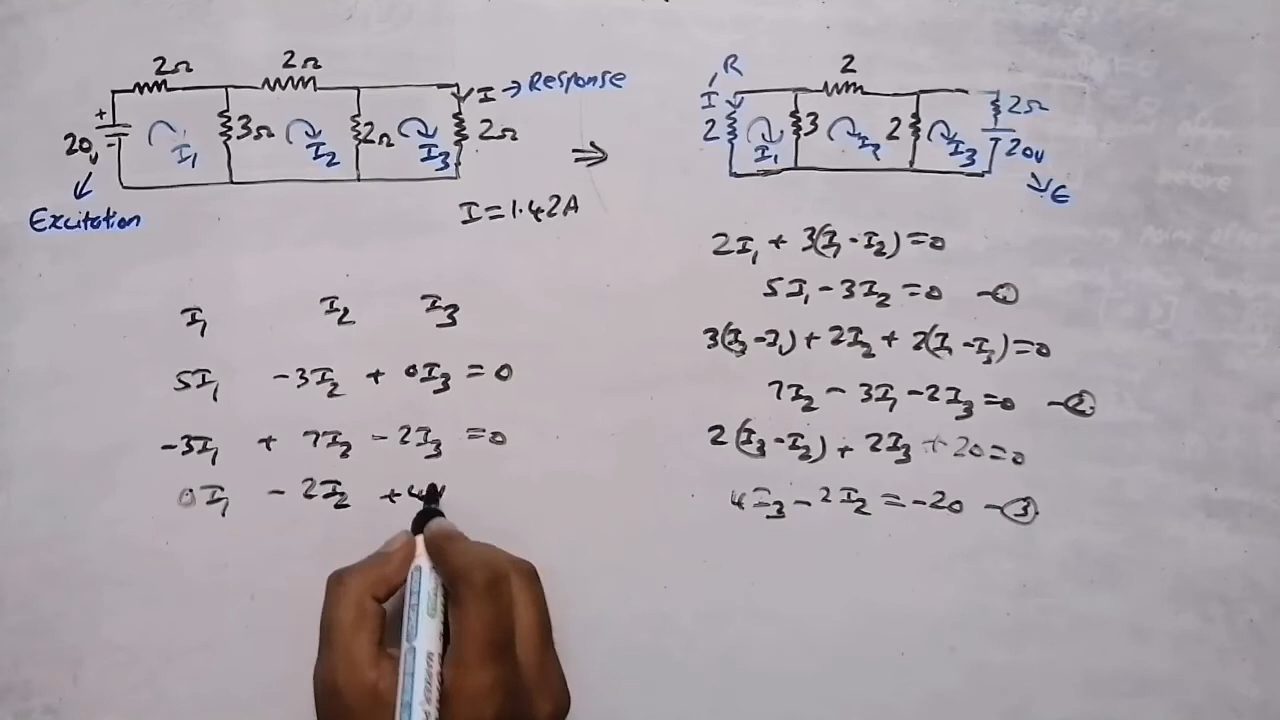 2Ω 2Ω
I → Response
+
20v
I₁
3Ω
I₂
2Ω
I₃
2Ω
Excitation
I = 1.42A
⇒
R
I
2
I₁
3
2
I₂
2
I₃
2Ω
20v
E
2I₁ + 3(I₁ - I₂) = 0
5I₁ - 3I₂ = 0 -①
3(I₂ - I₁) + 2I₂ + 2(I - I₃) = 0
7I₂ - 3I₁ - 2I₃ = 0 -②
2(I₃ - I₂) + 2I₃ + 20 = 0
4I₃ - 2I₂ = -20 -③
I₁ I₂ I₃
5I₁ - 3I₂ + 0I₃ = 0
-3I₁ + 7I₂ - 2I₃ = 0
0I₁ - 2I₂ + 4